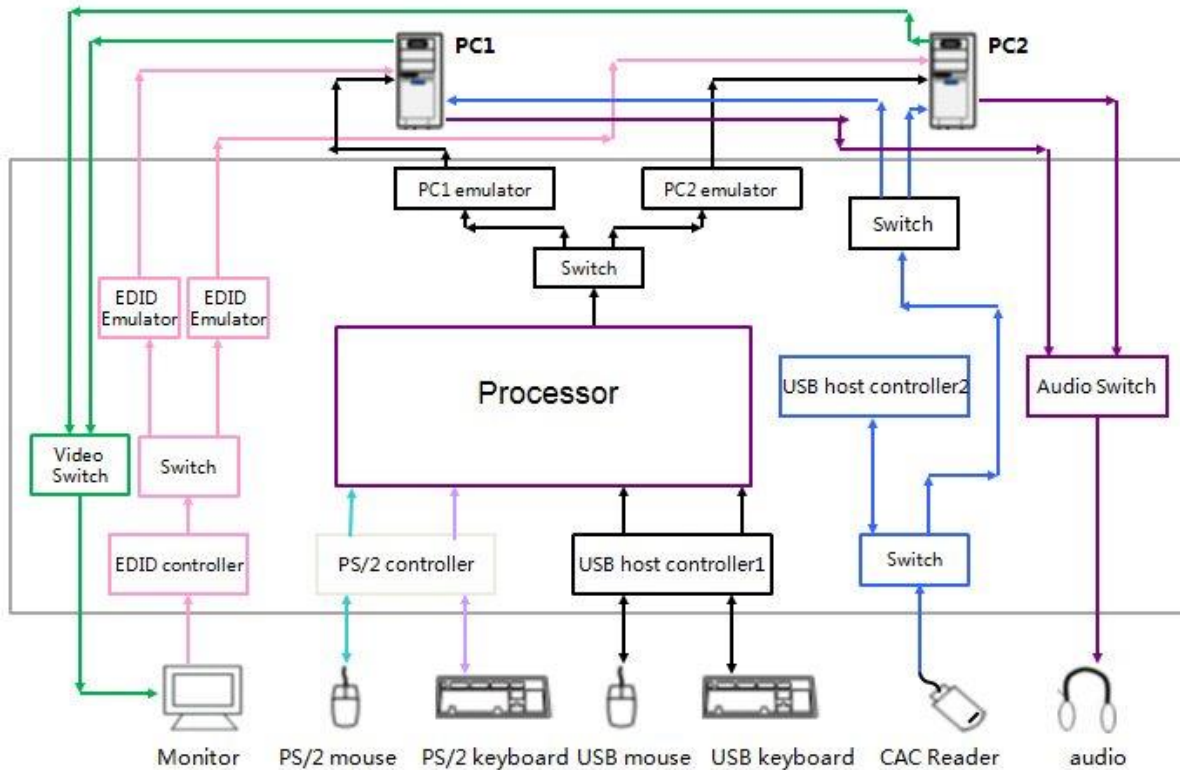 PC1
PC2
PC1 emulator
PC2 emulator
Switch
Switch
EDID
Emulator
EDID
Emulator
Processor
USB host controller2
Audio Switch
Video
Switch
Switch
EDID controller
PS/2 controller
USB host controller1
Switch
Monitor
PS/2 mouse
PS/2 keyboard
USB mouse
USB keyboard
CAC Reader
audio